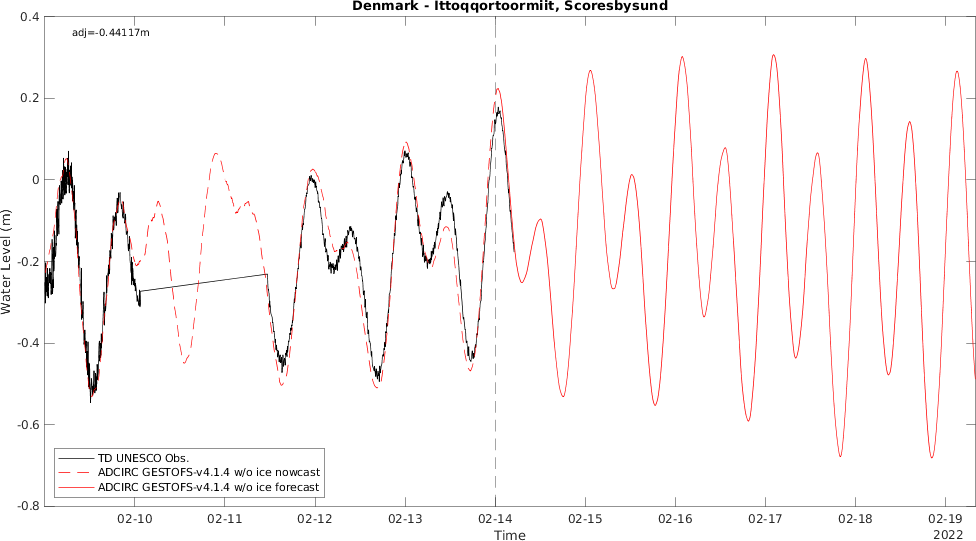 Denmark - Ittoqqortoormiit, Scoresbysund
adj=-0.44117m
0.4
0.2
0
-0.2
-0.4
-0.6
-0.8
Water Level (m)
TD UNESCO Obs.
ADCIRC GESTOFS-v4.1.4 w/o ice nowcast
ADCIRC GESTOFS-v4.1.4 w/o ice forecast
02-10 02-11 02-12 02-13 02-14 02-15 02-16 02-17 02-18 02-19
Time 2022